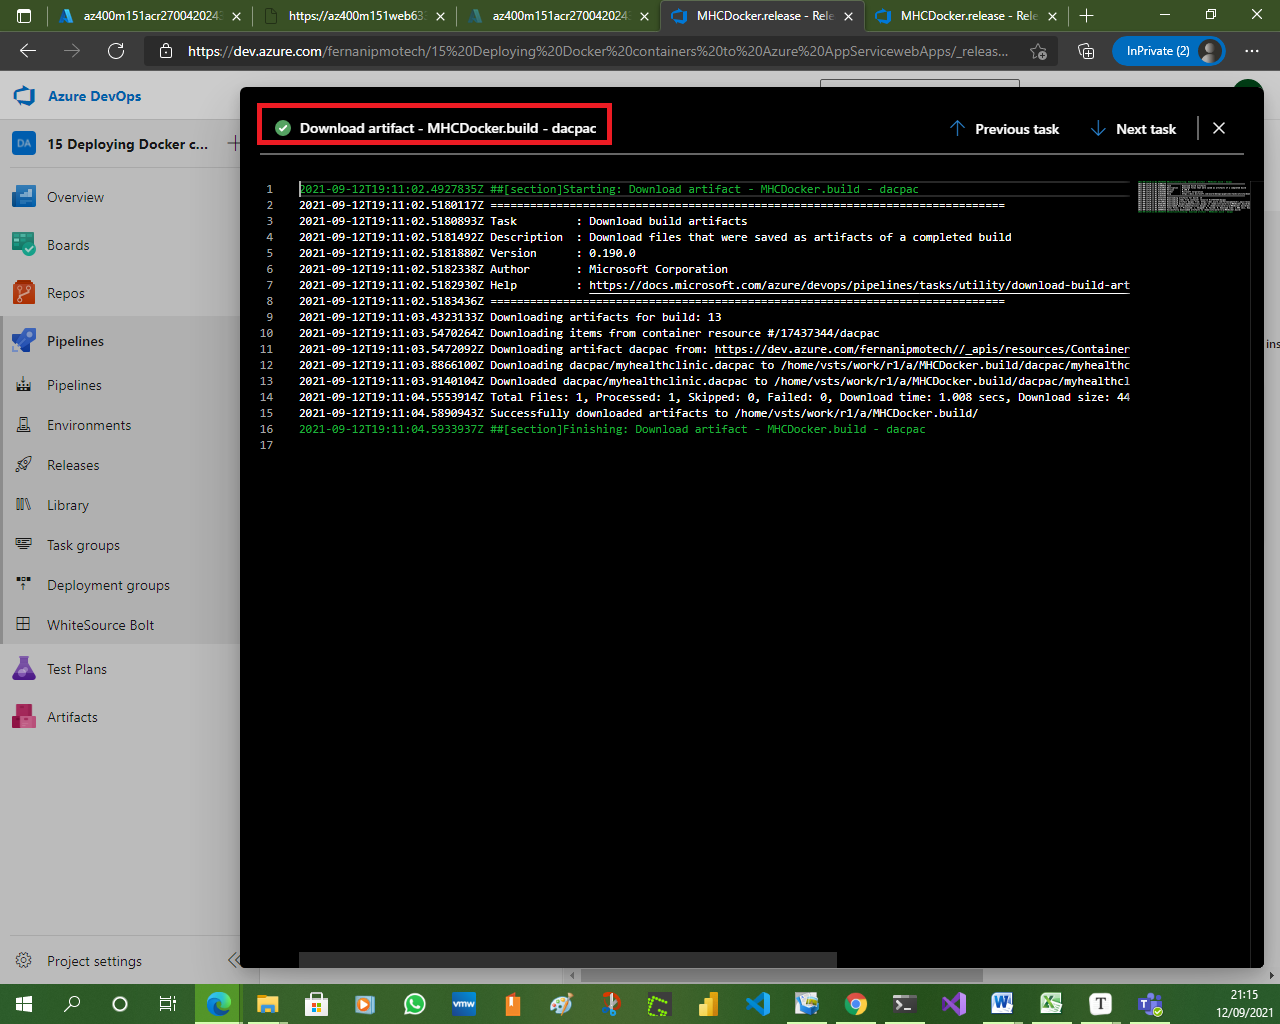 az400m151acr2700420243
https://az400m151web633
az400m151acr270042024
MHCDocker.release - Rele
MHCDocker.release - Rel
https://dev.azure.com/fernanipmotech/15%20Deploying%20Docker%20containers%20to%20Azure%20AppServicewebApps/_releas...
InPrivate (2)
Azure DevOps
DA
15 Deploying Docker c...
Overview
Boards
Repos
Pipelines
Pipelines
Environments
Releases
Library
Task groups
Deployment groups
WhiteSource Bolt
Test Plans
Artifacts
Project settings
Download artifact - MHCDocker.build - dacpac
Previous task
Next task
1 2021-09-12T19:11:02.4927835Z ##[section]Starting: Download artifact - MHCDocker.build - dacpac
2 2021-09-12T19:11:02.5180117Z ==============================================================================
3 2021-09-12T19:11:02.5180893Z Task : Download build artifacts
4 2021-09-12T19:11:02.5181492Z Description : Download files that were saved as artifacts of a completed build
5 2021-09-12T19:11:02.5181880Z Version : 0.190.0
6 2021-09-12T19:11:02.5182338Z Author : Microsoft Corporation
7 2021-09-12T19:11:02.5182930Z Help : https://docs.microsoft.com/azure/devops/pipelines/tasks/utility/download-build-art
8 2021-09-12T19:11:02.5183436Z ==============================================================================
9 2021-09-12T19:11:03.4323133Z Downloading artifacts for build: 13
10 2021-09-12T19:11:03.5470264Z Downloading items from container resource #/17437344/dacpac
11 2021-09-12T19:11:03.5472092Z Downloading artifact dacpac from: https://dev.azure.com/fernanipmotech//_apis/resources/Container
12 2021-09-12T19:11:03.8866100Z Downloading dacpac/myhealthclinic.dacpac to /home/vsts/work/r1/a/MHCDocker.build/dacpac/myhealthc
13 2021-09-12T19:11:03.9140104Z Downloaded dacpac/myhealthclinic.dacpac to /home/vsts/work/r1/a/MHCDocker.build/dacpac/myhealthcl
14 2021-09-12T19:11:04.5553914Z Total Files: 1, Processed: 1, Skipped: 0, Failed: 0, Download time: 1.008 secs, Download size: 44
15 2021-09-12T19:11:04.5890943Z Successfully downloaded artifacts to /home/vsts/work/r1/a/MHCDocker.build/
16 2021-09-12T19:11:04.5933937Z ##[section]Finishing: Download artifact - MHCDocker.build - dacpac
17
ins
vmw
T
21:15
12/09/2021